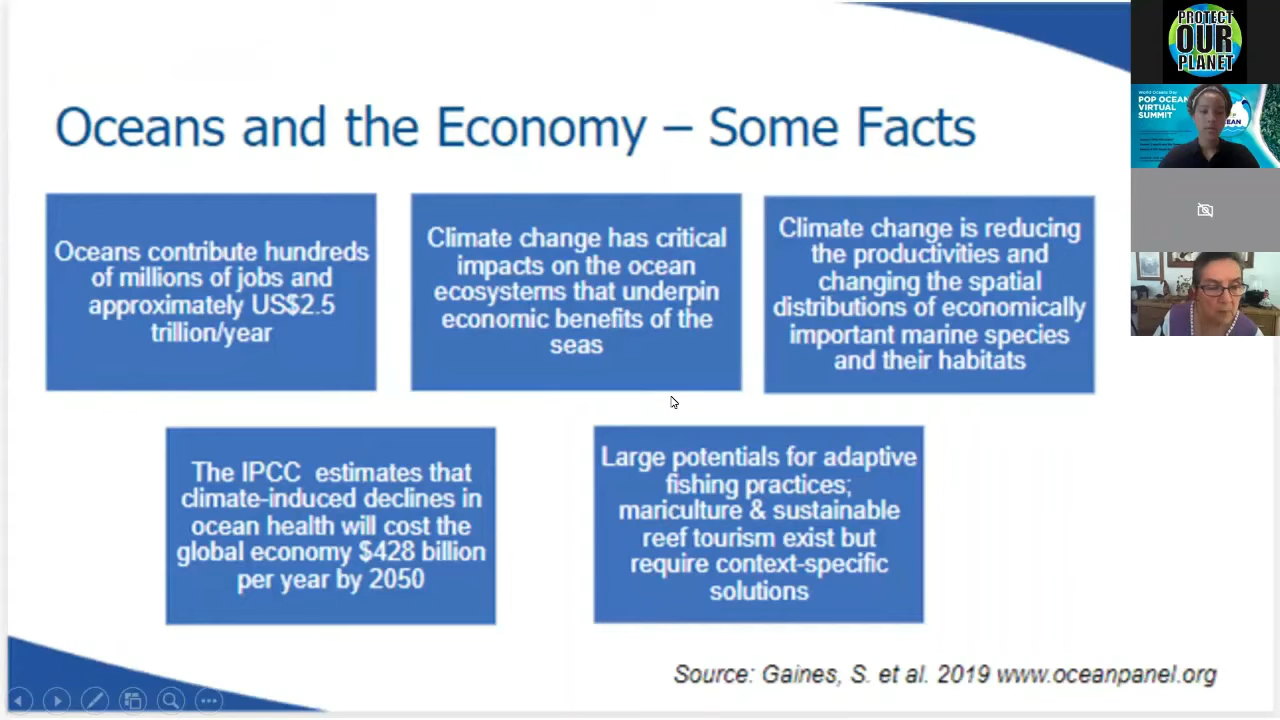 Oceans and the Economy – Some Facts
Oceans contribute hundreds
of millions of jobs and
approximately US$2.5
trillion/year
Climate change has critical
impacts on the ocean
ecosystems that underpin
economic benefits of the
seas
Climate change is reducing
the productivities and
changing the spatial
distributions of economically
important marine species
and their habitats
The IPCC estimates that
climate-induced declines in
ocean health will cost the
global economy $428 billion
per year by 2050
Large potentials for adaptive
fishing practices;
mariculture & sustainable
reef tourism exist but
require context-specific
solutions
Source: Gaines, S. et al. 2019 www.oceanpanel.org
PROTECT
OUR
PLANET
World Oceans Day
POP OCEAN
VIRTUAL
SUMMIT